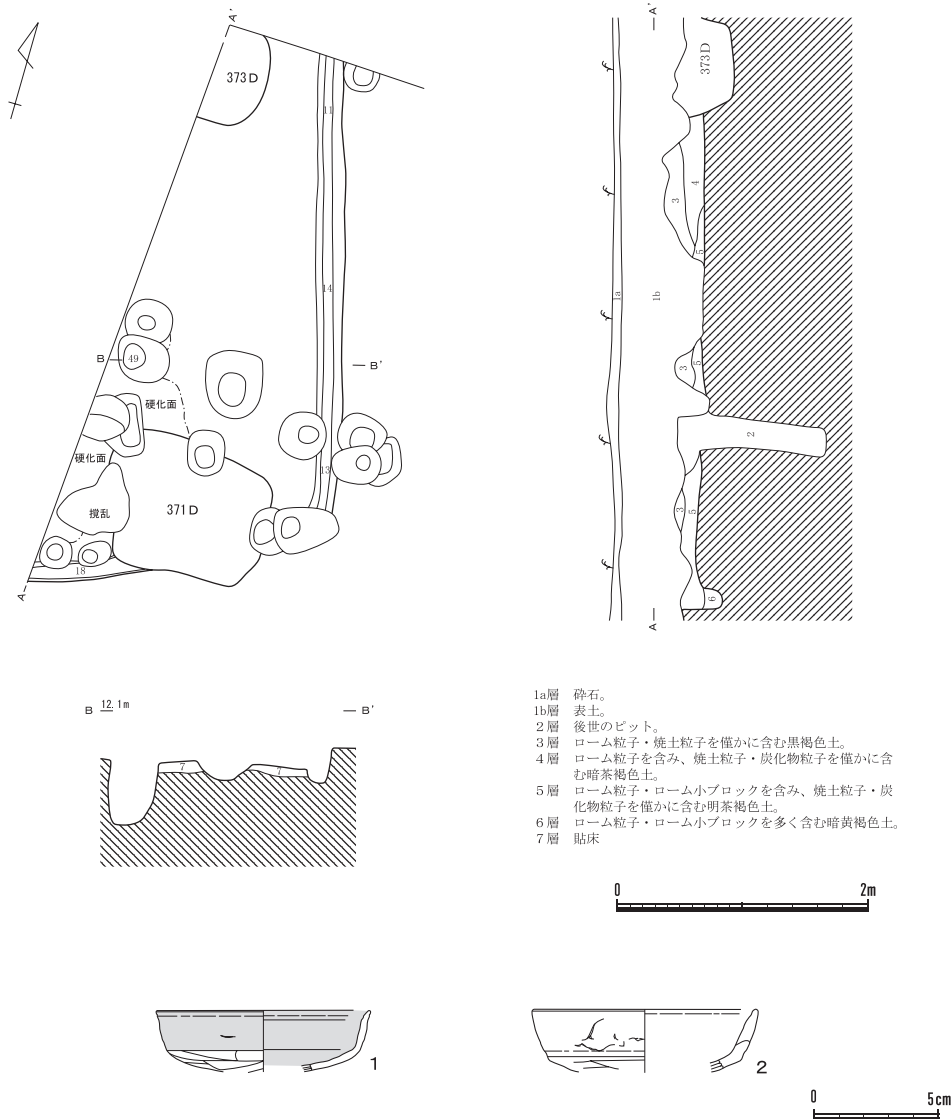 A'
373D
11
14
B
49
B'
硬化面
硬化面
13
371D
撹乱
18
A
A'
373D
4
3
5
1a
1b
3
5
2
3
5
6
A
B 12.1m
B'
7
7
1a層 砕石。
1b層 表土。
2層 後世のピット。
3層 ローム粒子・焼土粒子を僅かに含む黒褐色土。
4層 ローム粒子を含み、焼土粒子・炭化物粒子を僅かに含
む暗茶褐色土。
5層 ローム粒子・ローム小ブロックを含み、焼土粒子・炭
化物粒子を僅かに含む明茶褐色土。
6層 ローム粒子・ローム小ブロックを多く含む暗黄褐色土。
7層 貼床
0 2m
1
2
0 5cm